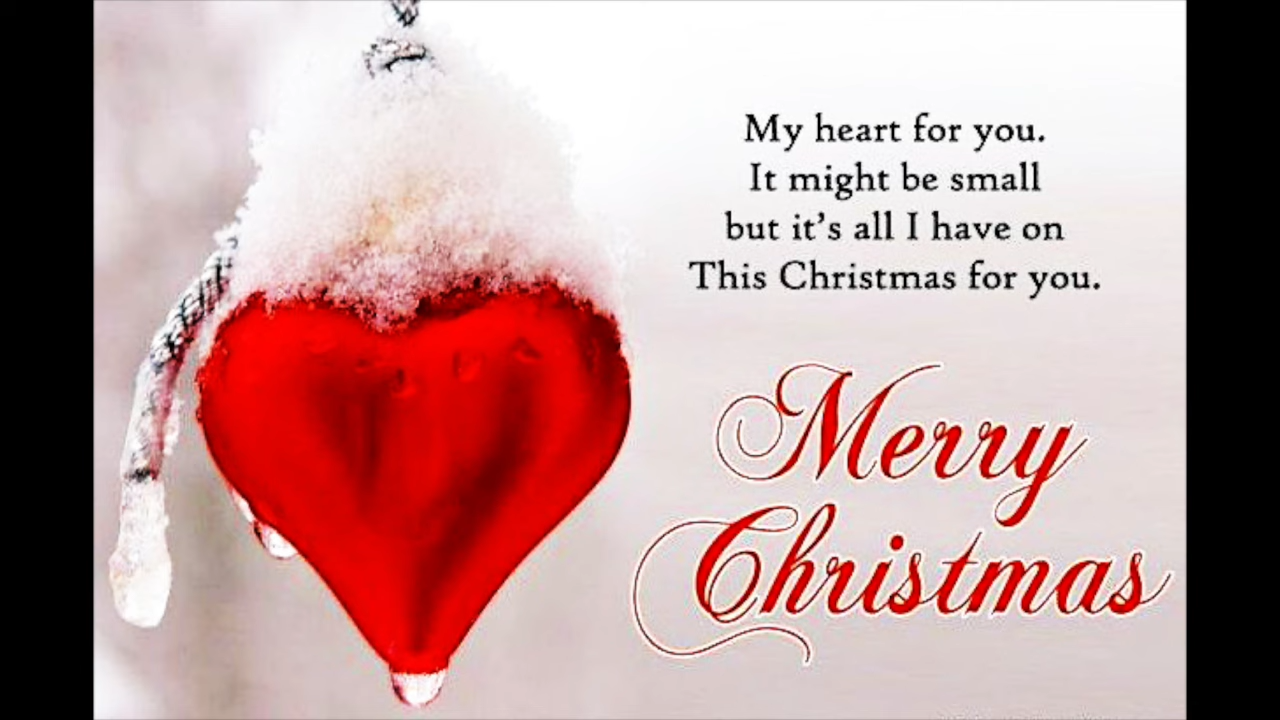 My heart for you.
It might be small
but it's all I have on
This Christmas for you.
Merry
Christmas